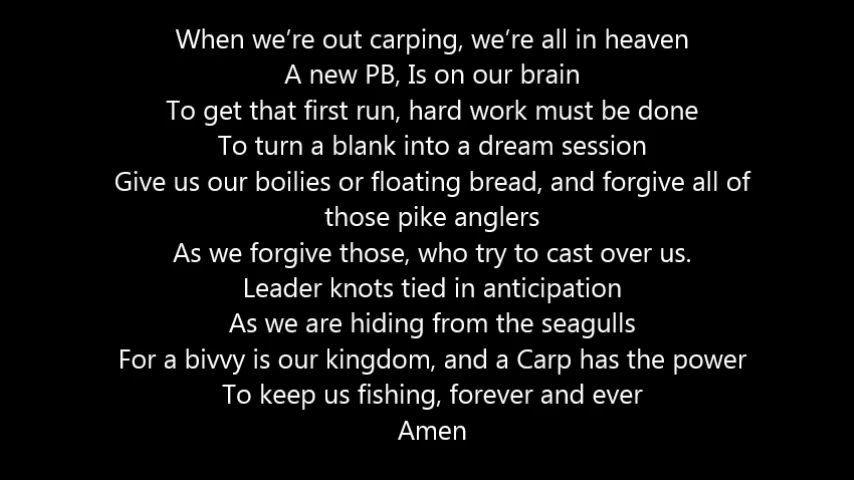 When we’re out carping, we’re all in heaven
A new PB, Is on our brain
To get that first run, hard work must be done
To turn a blank into a dream session
Give us our boilies or floating bread, and forgive all of
those pike anglers
As we forgive those, who try to cast over us.
Leader knots tied in anticipation
As we are hiding from the seagulls
For a bivvy is our kingdom, and a Carp has the power
To keep us fishing, forever and ever
Amen